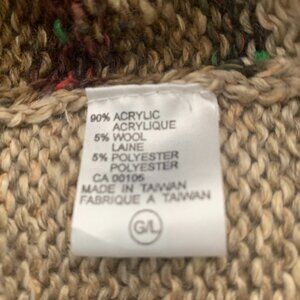 90% ACRYLIC
ACRYLIQUE
5% WOOL
LAINE
5% POLYESTER
POLYESTER
CA 00106
MADE IN TAIWAN
FABRIQUE A TAIWAN
G/L